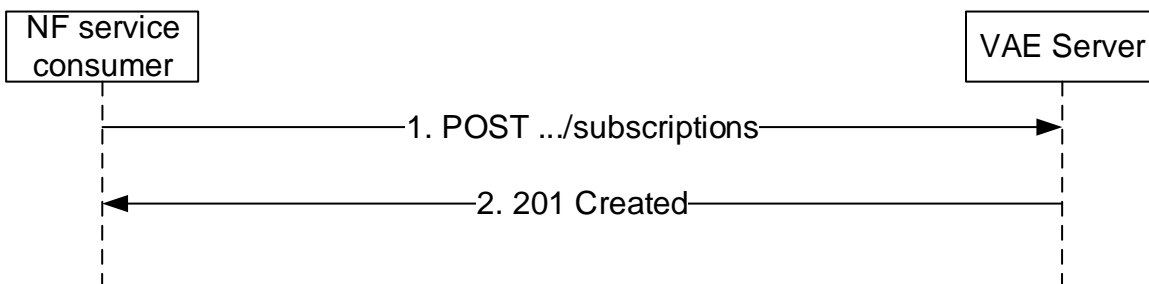 NF service
consumer
VAE Server
1. POST .../subscriptions
2. 201 Created